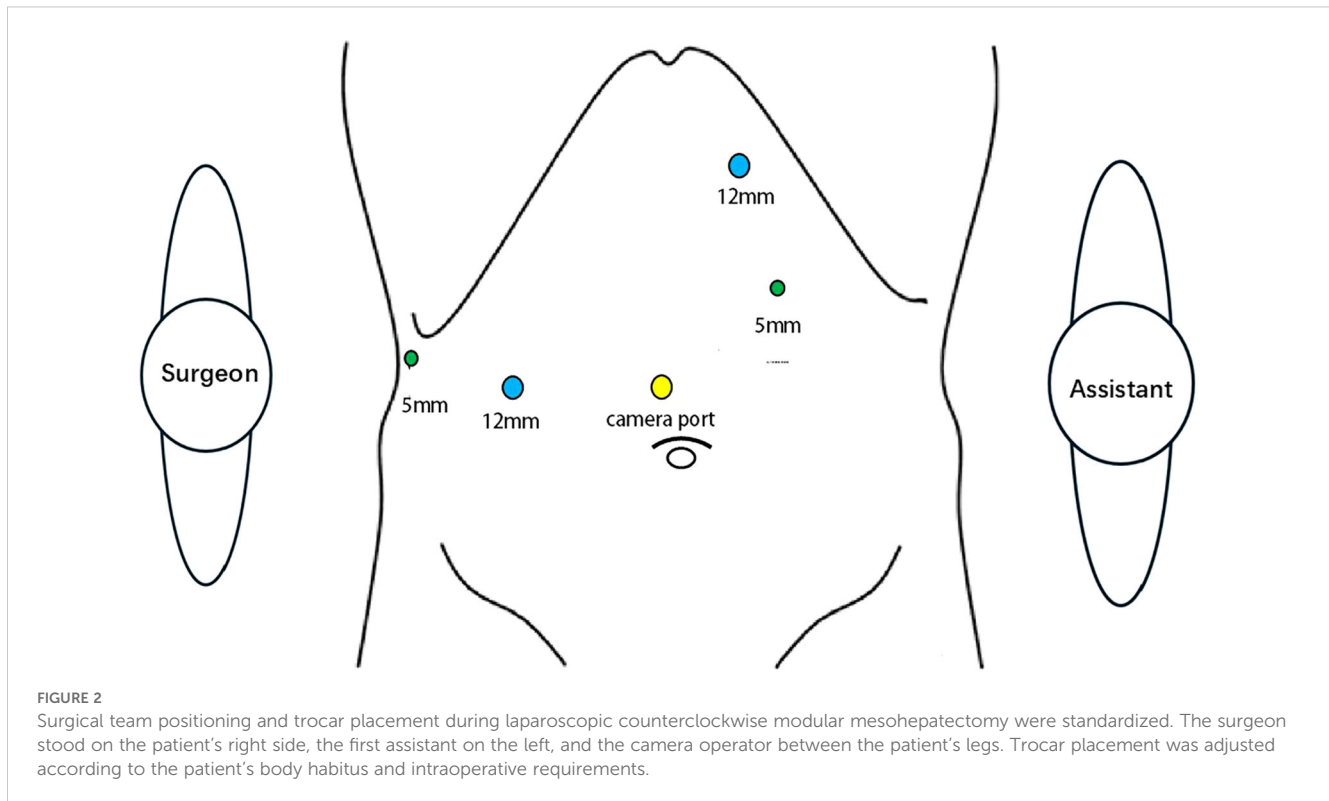 12mm
5mm
Surgeon
Assistant
5mm
12mm
camera port
FIGURE 2
Surgical team positioning and trocar placement during laparoscopic counterclockwise modular mesohepatectomy were standardized. The surgeon
stood on the patient's right side, the first assistant on the left, and the camera operator between the patient's legs. Trocar placement was adjusted
according to the patient's body habitus and intraoperative requirements.